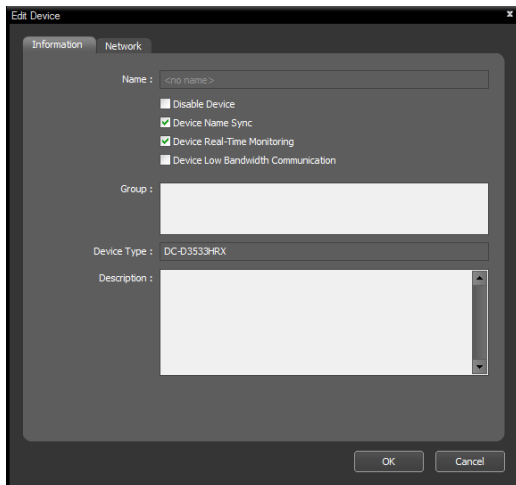 Edit Device
x
Information
Network
Name :
<no name>
Disable Device
Device Name Sync
Device Real-Time Monitoring
Device Low Bandwidth Communication
Group :
Device Type :
DC-D3533HRX
Description :
OK
Cancel